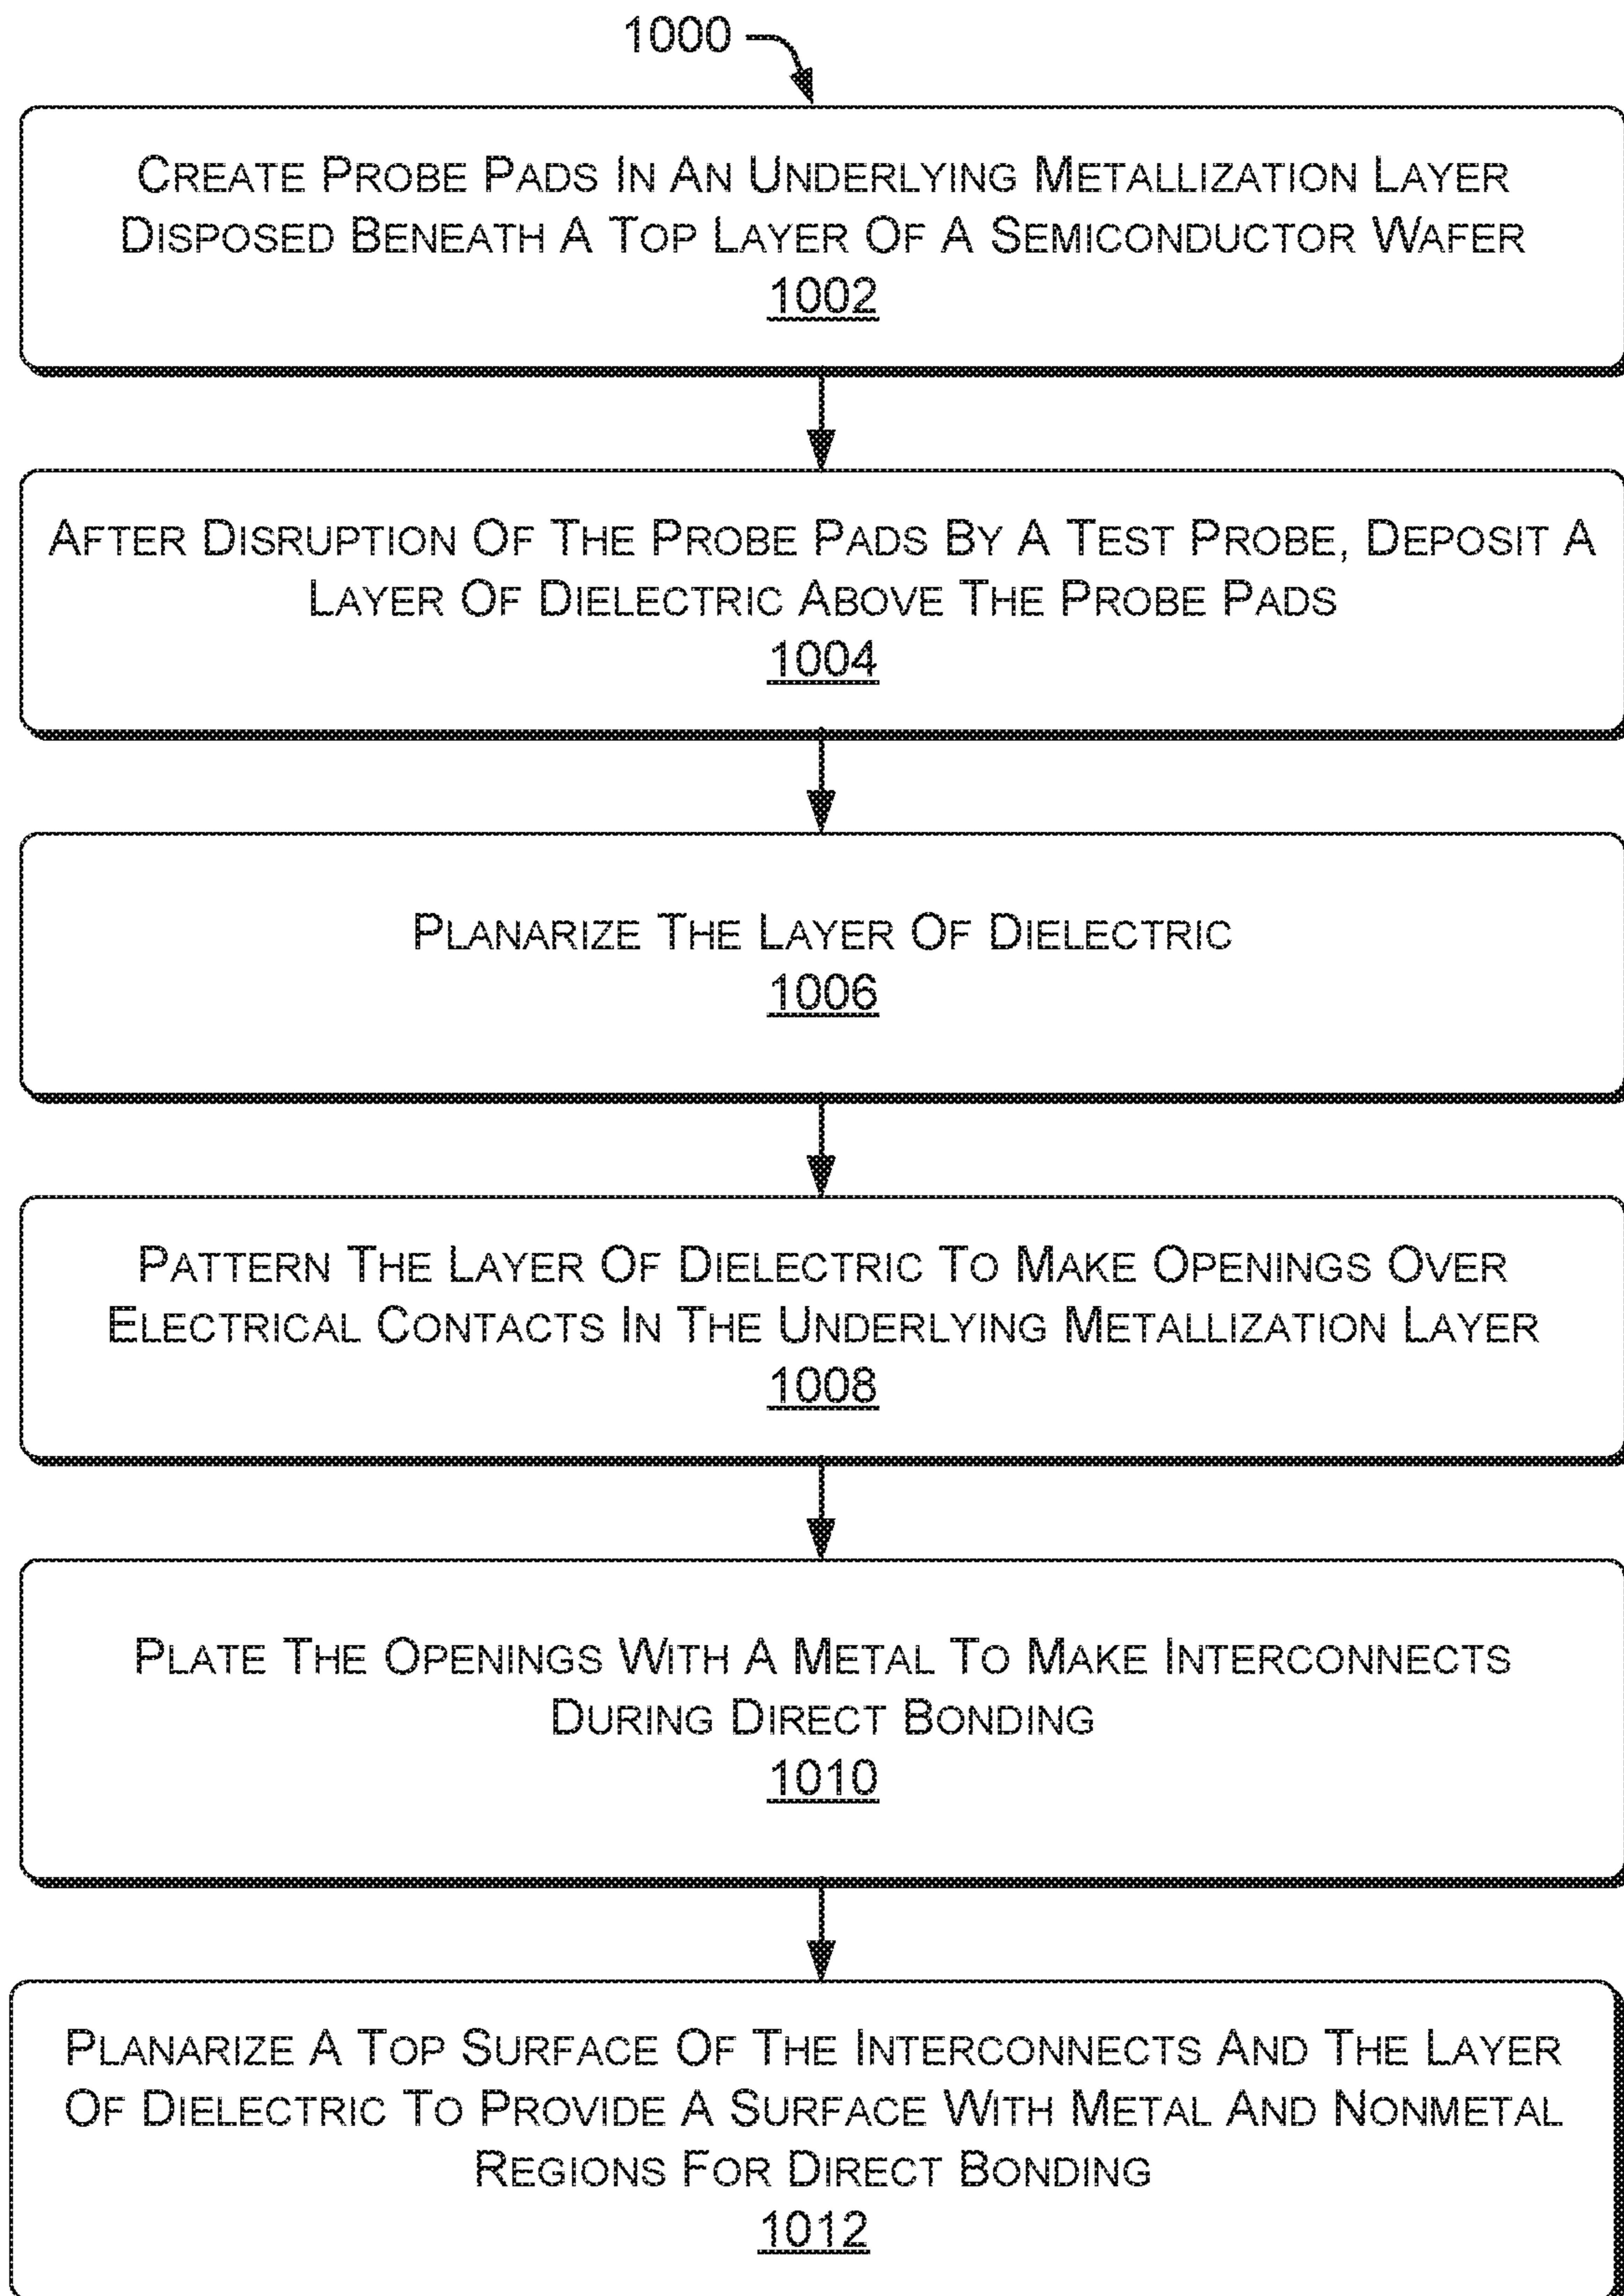 1000
CREATE PROBE PADS IN AN UNDERLYING METALLIZATION LAYER
DISPOSED BENEATH A TOP LAYER OF A SEMICONDUCTOR WAFER
1002
AFTER DISRUPTION OF THE PROBE PADS BY A TEST PROBE, DEPOSIT A
LAYER OF DIELECTRIC ABOVE THE PROBE PADS
1004
PLANARIZE THE LAYER OF DIELECTRIC
1006
PATTERN THE LAYER OF DIELECTRIC TO MAKE OPENINGS OVER
ELECTRICAL CONTACTS IN THE UNDERLYING METALLIZATION LAYER
1008
PLATE THE OPENINGS WITH A METAL TO MAKE INTERCONNECTS
DURING DIRECT BONDING
1010
PLANARIZE A TOP SURFACE OF THE INTERCONNECTS AND THE LAYER
OF DIELECTRIC TO PROVIDE A SURFACE WITH METAL AND NONMETAL
REGIONS FOR DIRECT BONDING
1012